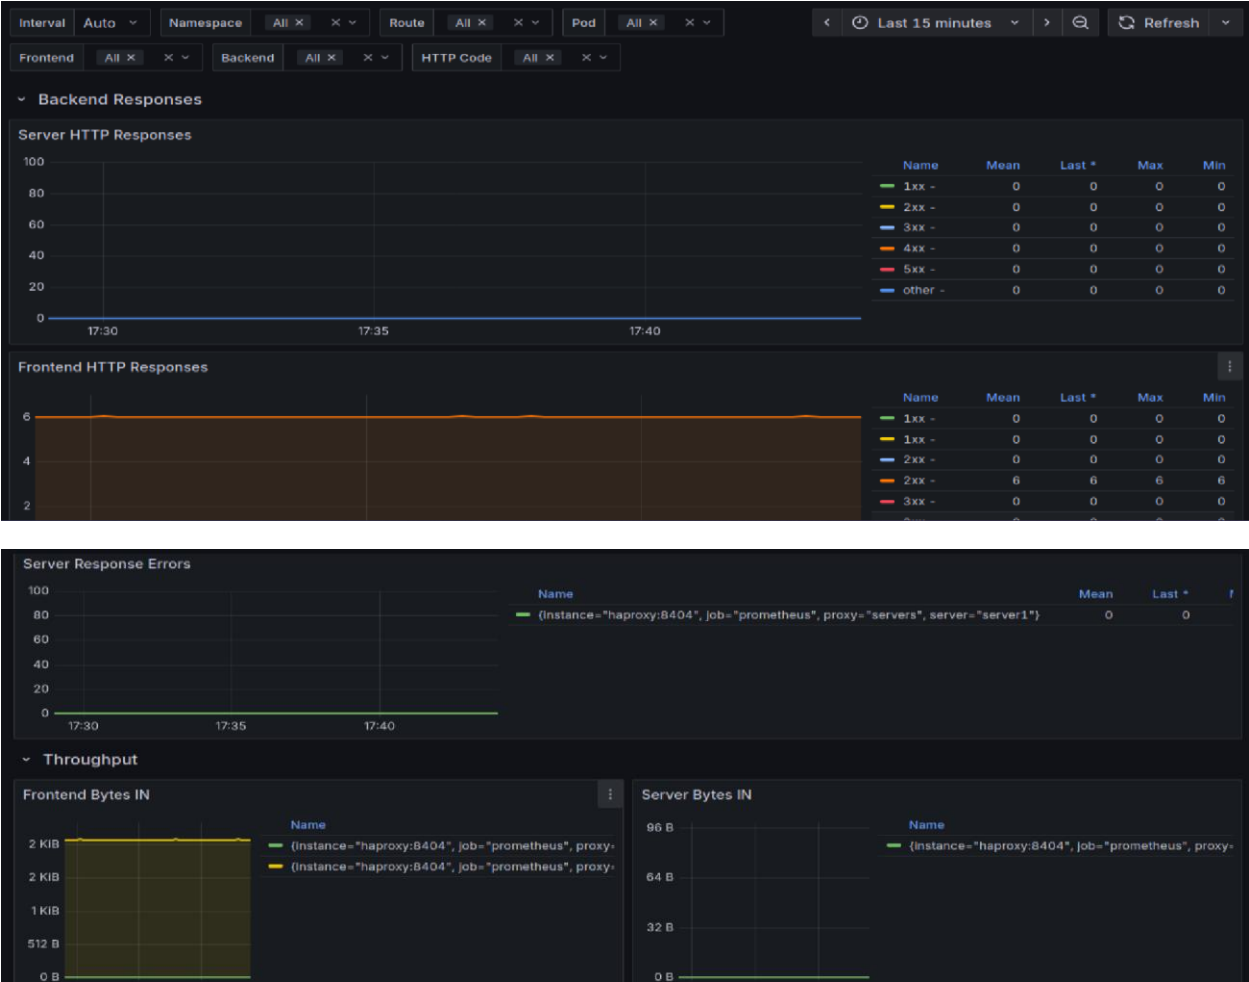 Interval Auto Namespace All × × Route All × × Pod All × × Last 15 minutes Refresh
Frontend All × × Backend All × × HTTP Code All × ×
Backend Responses
Server HTTP Responses
100
80
60
40
20
0
17:30 17:35 17:40
Name Mean Last * Max Min
1xx - 0 0 0 0
2xx - 0 0 0 0
3xx - 0 0 0 0
4xx - 0 0 0 0
5xx - 0 0 0 0
other - 0 0 0 0
Frontend HTTP Responses
6
4
2
Name Mean Last * Max Min
1xx - 0 0 0 0
1xx - 0 0 0 0
2xx - 0 0 0 0
2xx - 6 6 6 6
3xx - 0 0 0 0
Server Response Errors
100
80
60
40
20
0
17:30 17:35 17:40
Name Mean Last *
{instance="haproxy:8404", job="prometheus", proxy="servers", server="server1"} 0 0
Throughput
Frontend Bytes IN
2 KiB
2 KiB
1 KiB
512 B
0 B
Name
{instance="haproxy:8404", job="prometheus", proxy=
{instance="haproxy:8404", job="prometheus", proxy=
Server Bytes IN
96 B
64 B
32 B
0 B
Name
{instance="haproxy:8404", job="prometheus", proxy=